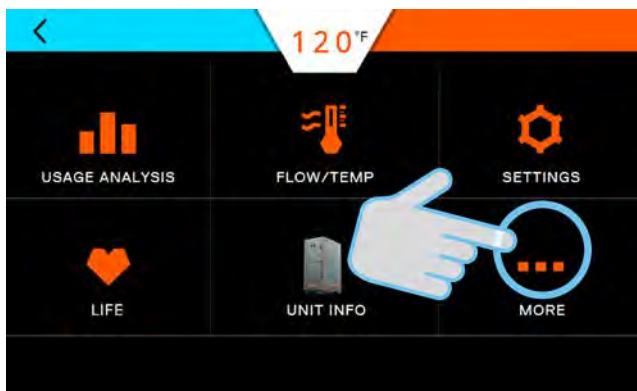 120°F
USAGE ANALYSIS
FLOW/TEMP
SETTINGS
LIFE
UNIT INFO
MORE